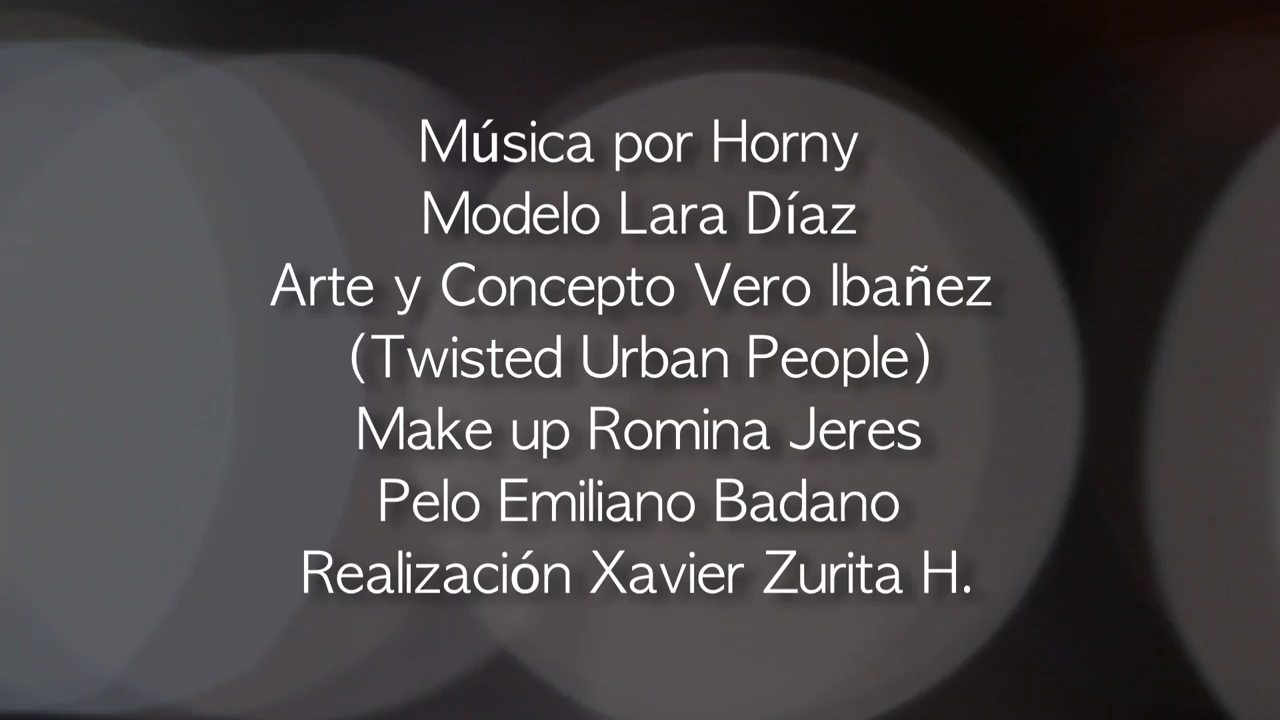 Música por Horny
Modelo Lara Díaz
Arte y Concepto Vero Ibañez
(Twisted Urban People)
Make up Romina Jeres
Pelo Emiliano Badano
Realización Xavier Zurita H.